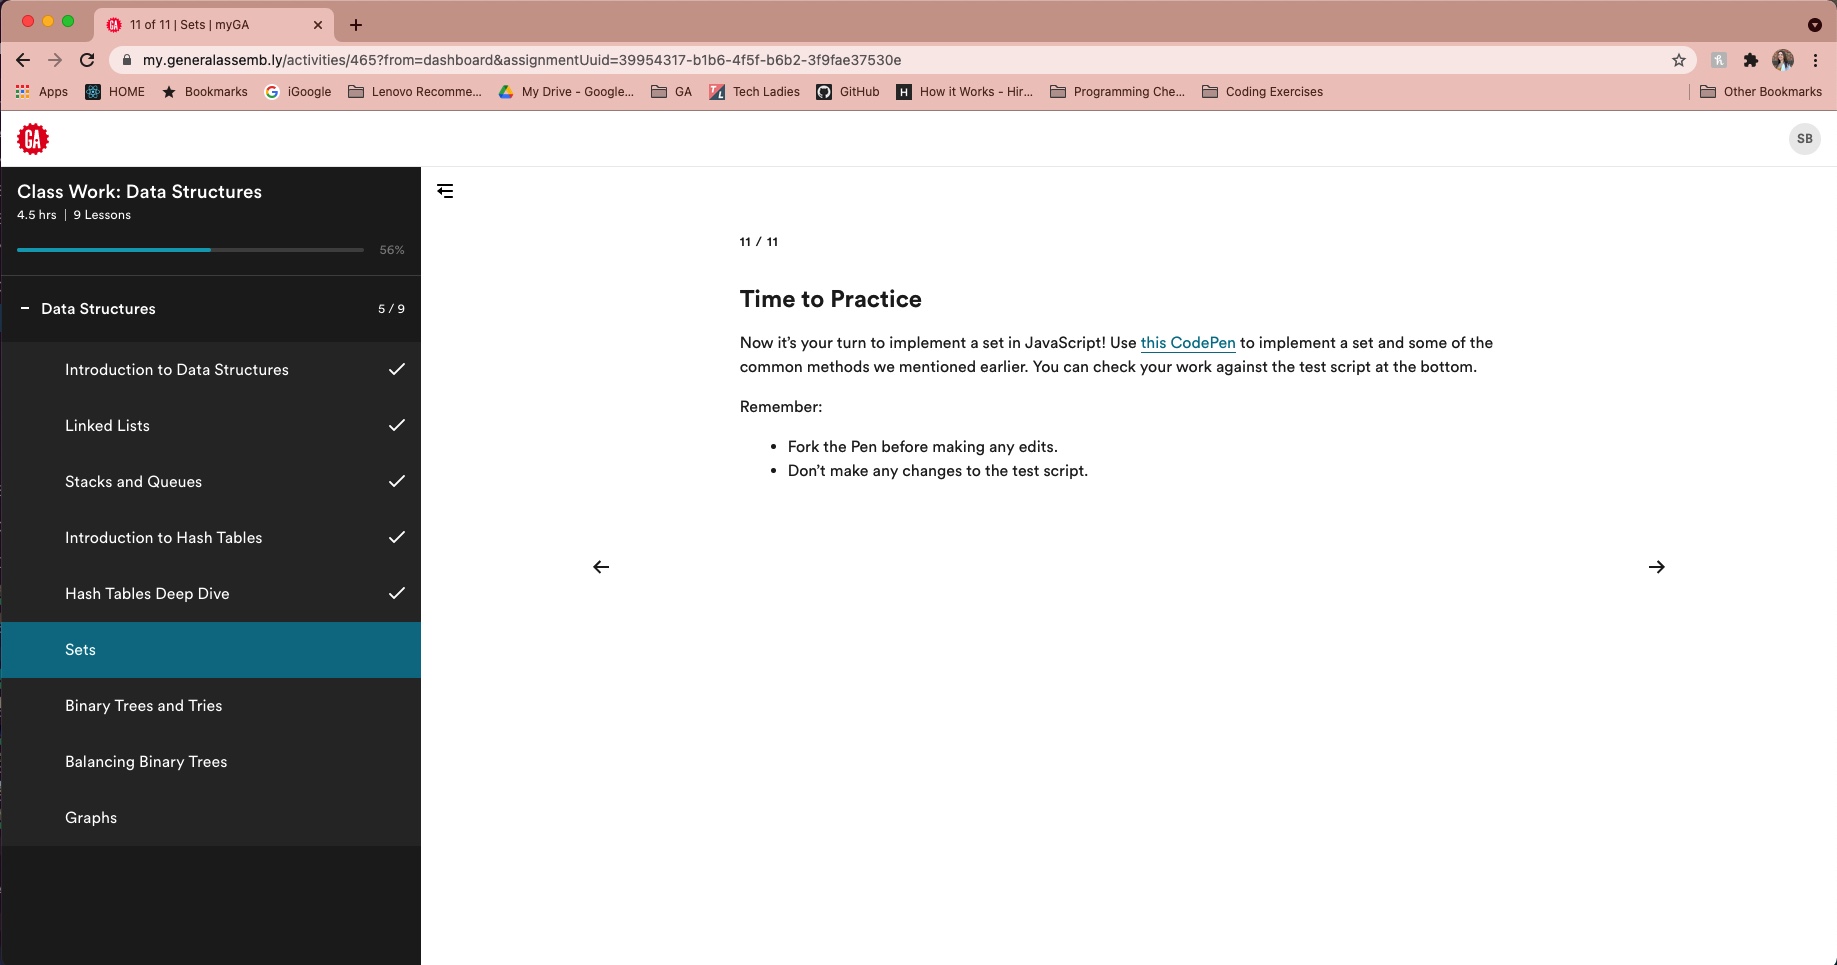 11 of 11 | Sets | myGA
my.generalassemb.ly/activities/465?from=dashboard&assignmentUuid=39954317-b1b6-4f5f-b6b2-3f9fae37530e
Apps HOME Bookmarks iGoogle Lenovo Recomme... My Drive - Google... GA Tech Ladies GitHub How it Works - Hir... Programming Che... Coding Exercises Other Bookmarks
GA
SB
Class Work: Data Structures
4.5 hrs | 9 Lessons
56%
Data Structures 5 / 9
Introduction to Data Structures
Linked Lists
Stacks and Queues
Introduction to Hash Tables
Hash Tables Deep Dive
Sets
Binary Trees and Tries
Balancing Binary Trees
Graphs
11 / 11
Time to Practice
Now it’s your turn to implement a set in JavaScript! Use this CodePen to implement a set and some of the
common methods we mentioned earlier. You can check your work against the test script at the bottom.
Remember:
• Fork the Pen before making any edits.
• Don’t make any changes to the test script.